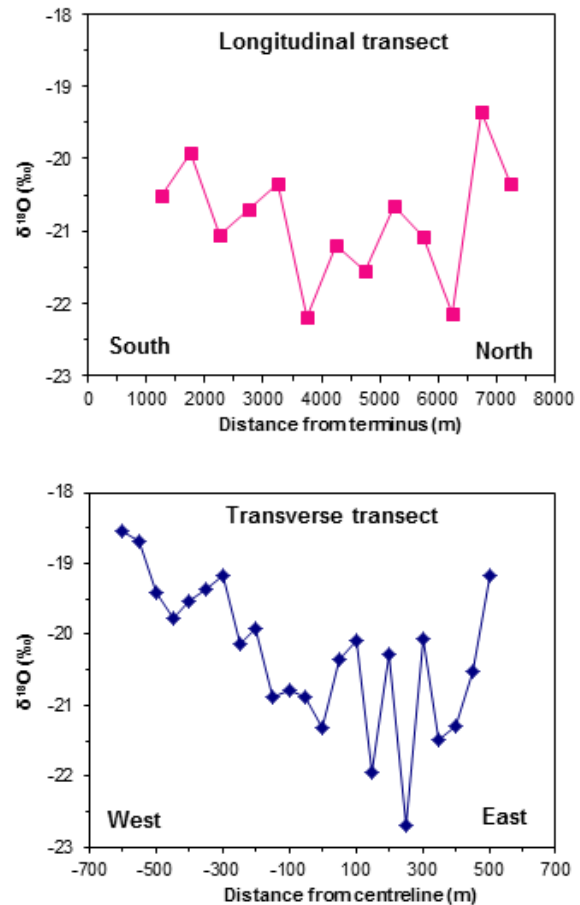 -18
Longitudinal transect
-19
-20
-21
-22
-23
δ¹⁸O (‰)
South
North
0 1000 2000 3000 4000 5000 6000 7000 8000
Distance from terminus (m)
-18
Transverse transect
-19
-20
-21
-22
-23
δ¹⁸O (‰)
West
East
-700 -500 -300 -100 100 300 500 700
Distance from centreline (m)